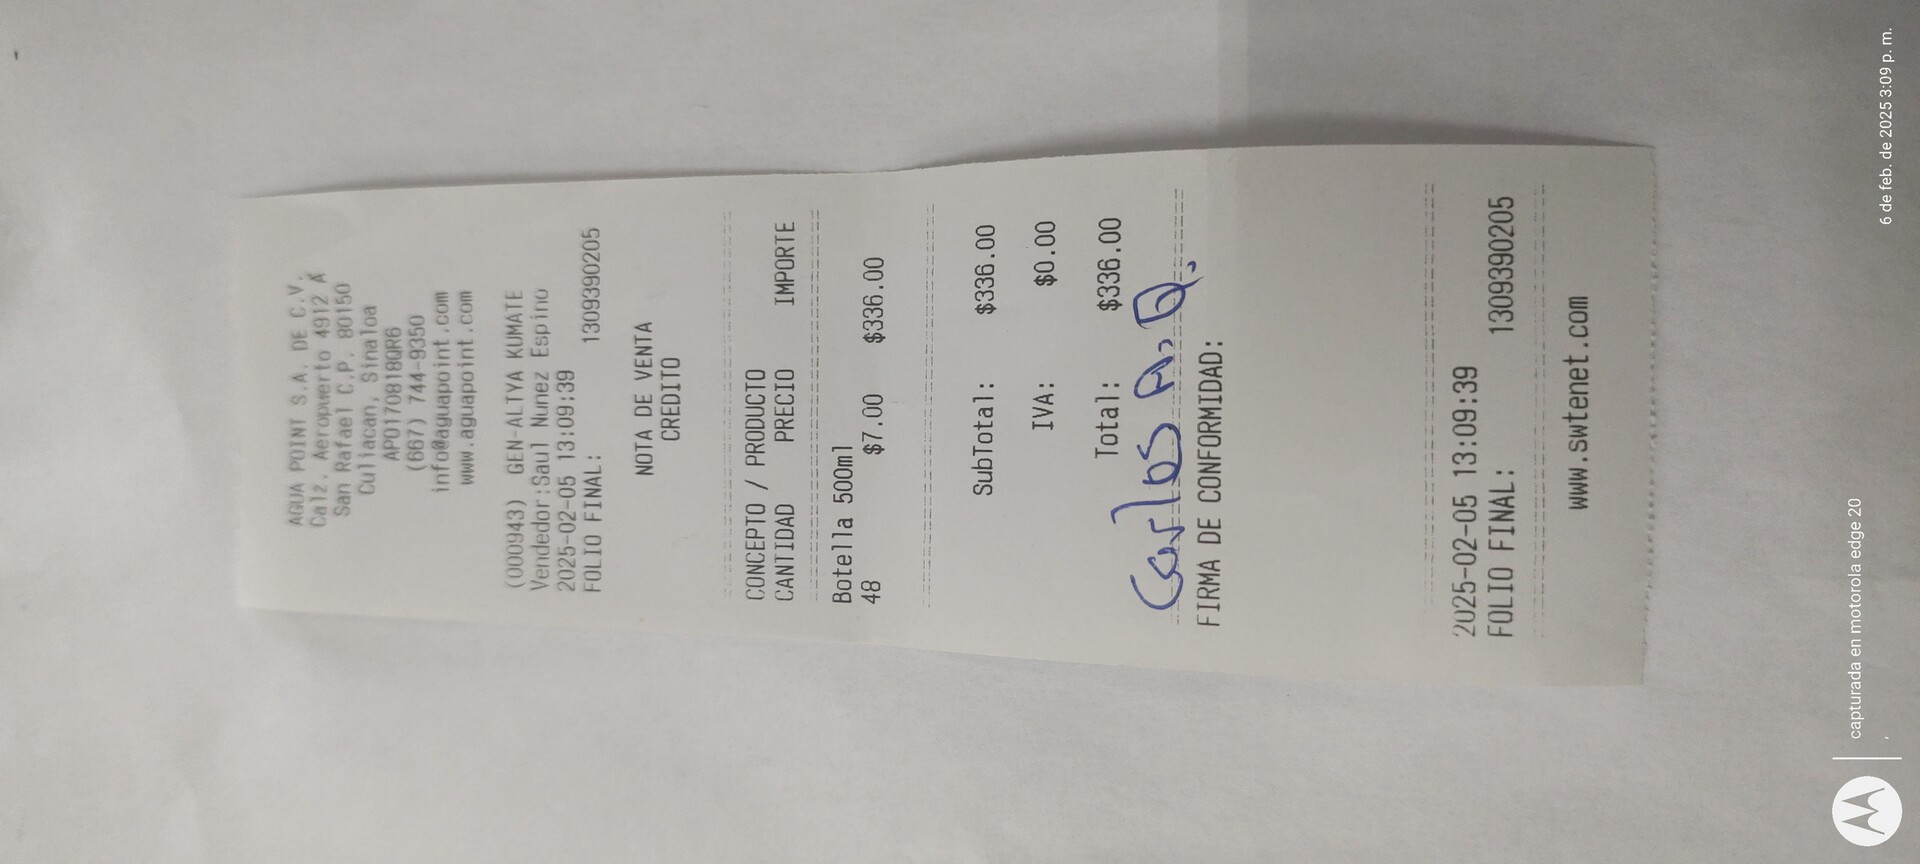 AGUA POINT S.A. DE C.V.
Calz. Aeropuerto 4912 A
San Rafael C.P. 80150
Culiacan, Sinaloa
APO170818QR6
(667) 744-9350
info@aguapoint.com
www.aguapoint.com
(000943) GEN-ALTYA KUMATE
Vendedor:Saul Nunez Espino
2025-02-05 13:09:39
FOLIO FINAL: 1309390205
NOTA DE VENTA
CREDITO
CONCEPTO / PRODUCTO
CANTIDAD PRECIO IMPORTE
Botella 500ml
48 $7.00 $336.00
SubTotal: $336.00
IVA: $0.00
Total: $336.00
Carlos A. Q.
FIRMA DE CONFORMIDAD:
2025-02-05 13:09:39
FOLIO FINAL: 1309390205
www.swtenet.com
capturada en motorola edge 20
6 de feb. de 2025 3:09 p. m.